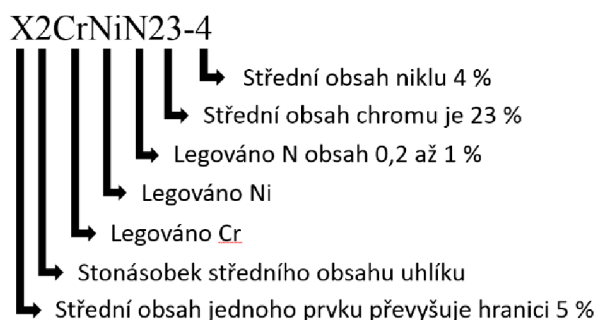 X2CrNiN23-4
Střední obsah niklu 4 %
Střední obsah chromu je 23 %
Legováno N obsah 0,2 až 1 %
Legováno Ni
Legováno Cr
Stonásobek středního obsahu uhlíku
Střední obsah jednoho prvku převyšuje hranici 5 %